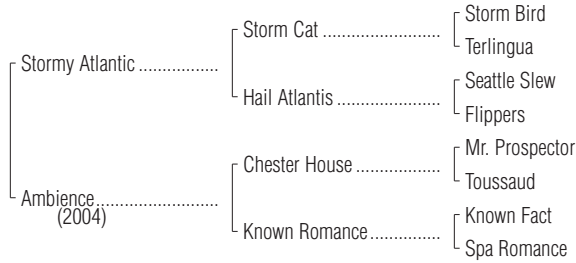 Storm Bird
Storm Cat ........................
Terlingua
Stormy Atlantic ................
Seattle Slew
Hail Atlantis .....................
Flippers
Mr. Prospector
Chester House .................
Toussaud
Ambience.........................
(2004)
Known Fact
Known Romance..............
Spa Romance